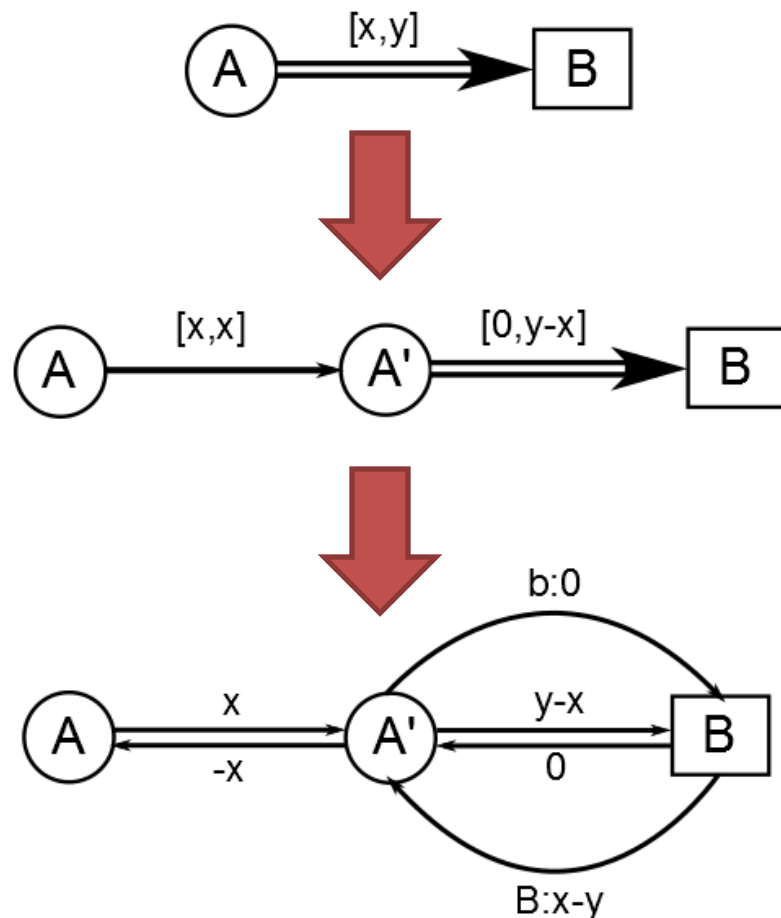 [x,y]
A B
[x,x] [0,y-x]
A A' B
b:0
x y-x
A A' B
-x 0
B:x-y